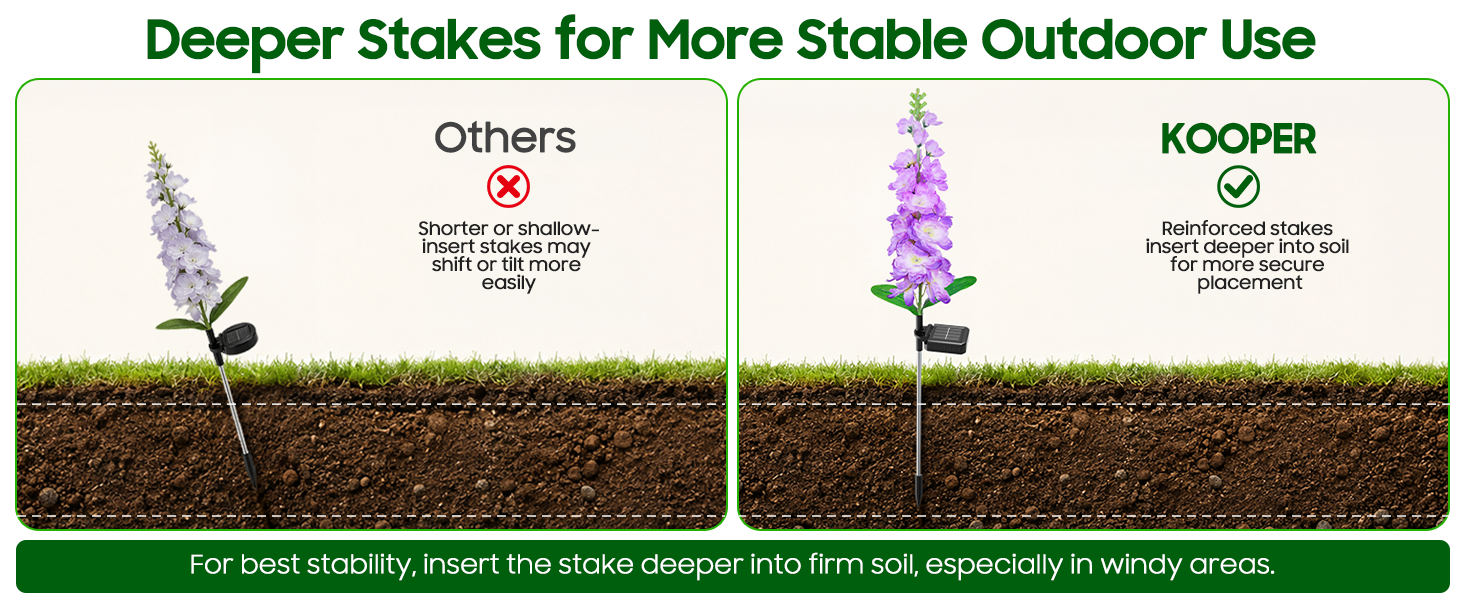 Deeper Stakes for More Stable Outdoor Use
Others
Shorter or shallow-
insert stakes may
shift or tilt more
easily
KOOPER
Reinforced stakes
insert deeper into soil
for more secure
placement
For best stability, insert the stake deeper into firm soil, especially in windy areas.